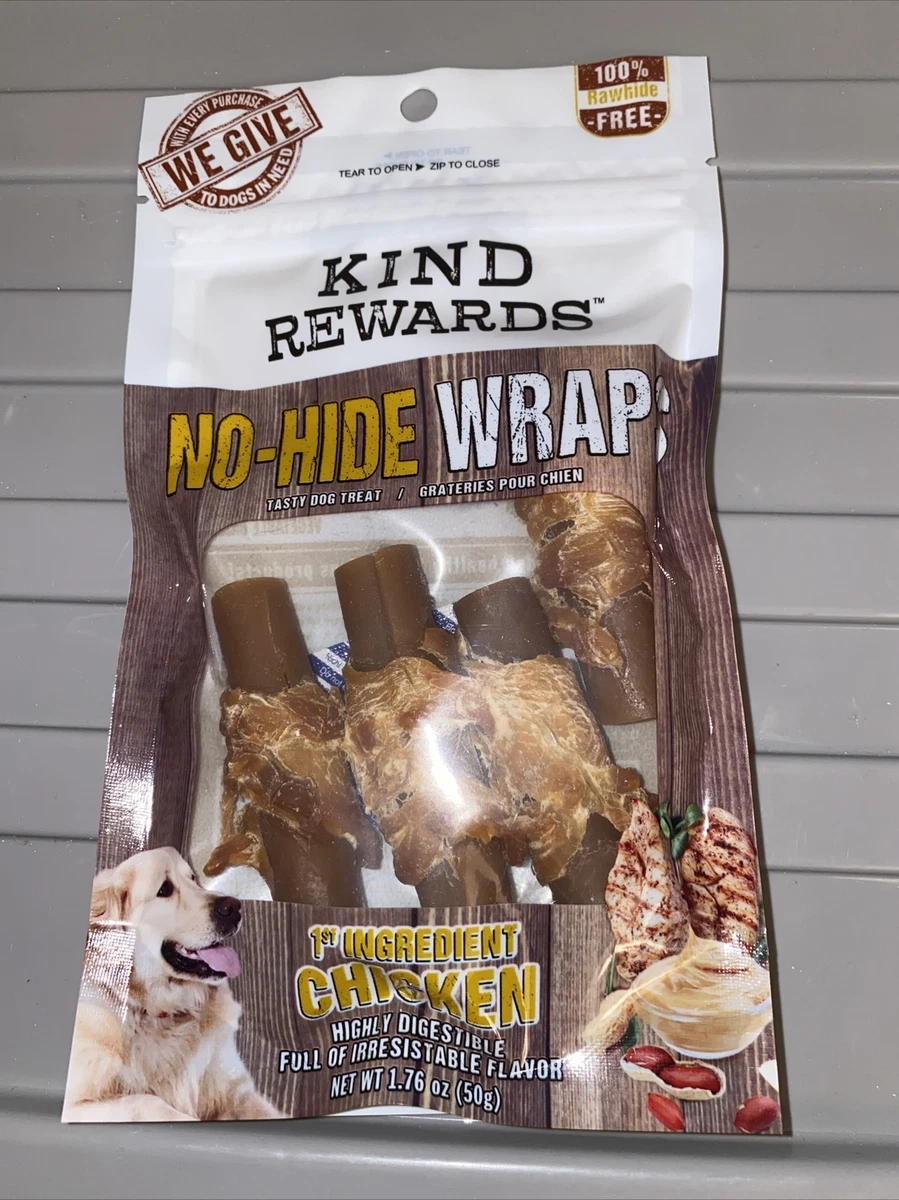 WITH EVERY PURCHASE
WE GIVE
TO DOGS IN NEED
100%
Rawhide
-FREE-
TEAR TO OPEN ➤ ZIP TO CLOSE
KIND
REWARDS™
NO-HIDE WRAPS
TASTY DOG TREAT / GRATERIES POUR CHIEN
1ST INGREDIENT
CHICKEN
HIGHLY DIGESTIBLE
FULL OF IRRESISTABLE FLAVOR
NET WT 1.76 oz (50g)